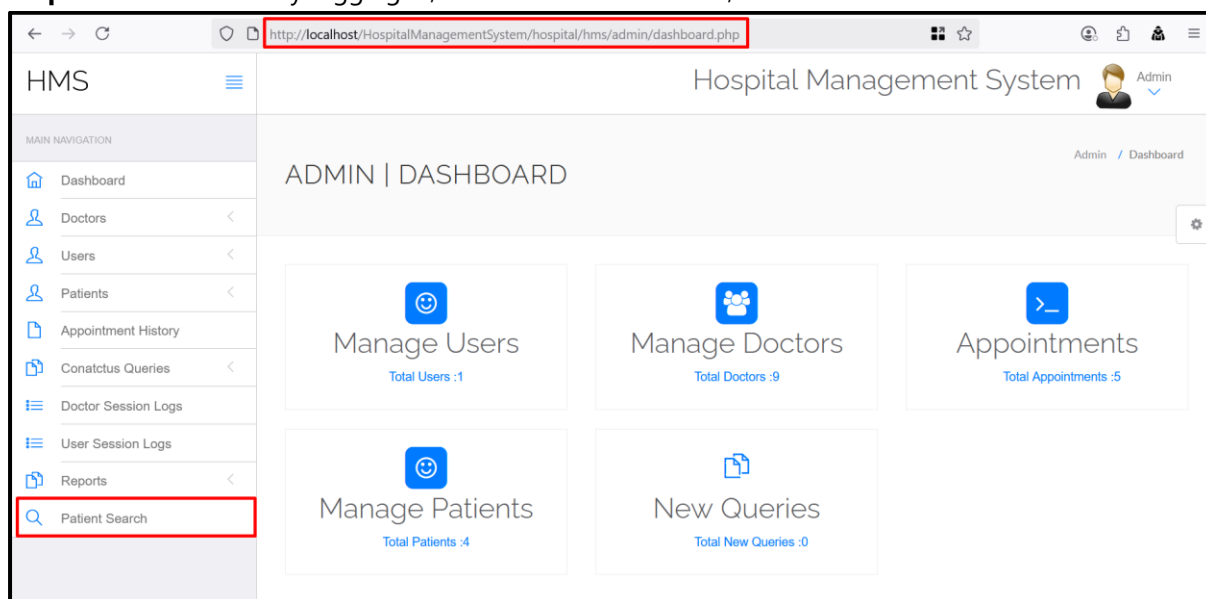 http://localhost/HospitalManagementSystem/hospital/hms/admin/dashboard.php
HMS
Hospital Management System
Admin
MAIN NAVIGATION
Dashboard
Doctors
Users
Patients
Appointment History
Conatctus Queries
Doctor Session Logs
User Session Logs
Reports
Patient Search
ADMIN | DASHBOARD
Admin / Dashboard
Manage Users
Total Users :1
Manage Doctors
Total Doctors :9
Appointments
Total Appointments :5
Manage Patients
Total Patients :4
New Queries
Total New Queries :0